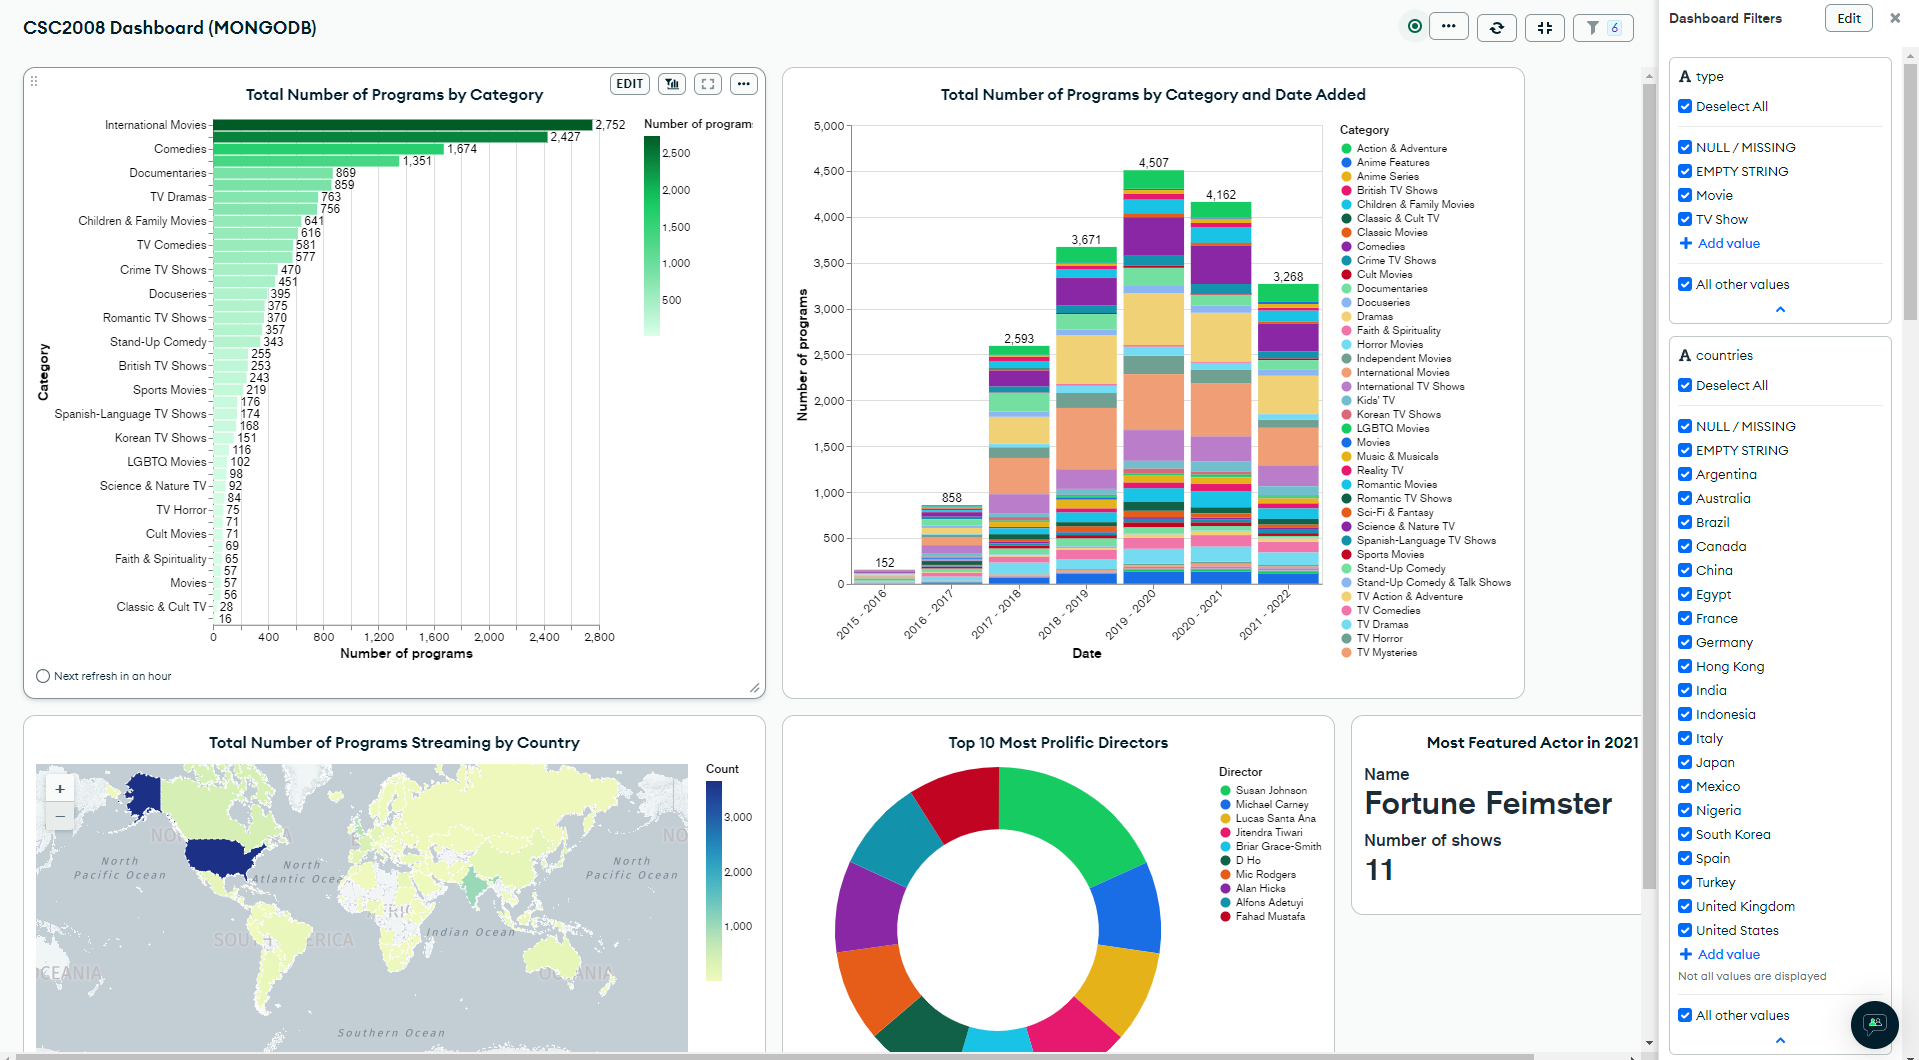 CSC2008 Dashboard (MONGODB)
6
Total Number of Programs by Category
EDIT
Category
International Movies
Comedies
Documentaries
TV Dramas
Children & Family Movies
TV Comedies
Crime TV Shows
Docuseries
Romantic TV Shows
Stand-Up Comedy
British TV Shows
Sports Movies
Spanish-Language TV Shows
Korean TV Shows
LGBTQ Movies
Science & Nature TV
TV Horror
Cult Movies
Faith & Spirituality
Movies
Classic & Cult TV
2,752
2,427
1,674
1,351
869
859
763
756
641
616
581
577
470
451
395
375
370
357
343
255
253
243
219
176
174
168
151
116
102
98
92
84
75
71
71
69
65
57
57
56
28
16
0 400 800 1,200 1,600 2,000 2,400 2,800
Number of programs
Number of programs
2,500
2,000
1,500
1,000
500
Next refresh in an hour
Total Number of Programs by Category and Date Added
Number of programs
5,000
4,500
4,000
3,500
3,000
2,500
2,000
1,500
1,000
500
0
152
858
2,593
3,671
4,507
4,162
3,268
2015 - 2016
2016 - 2017
2017 - 2018
2018 - 2019
2019 - 2020
2020 - 2021
2021 - 2022
Date
Category
Action & Adventure
Anime Features
Anime Series
British TV Shows
Children & Family Movies
Classic & Cult TV
Classic Movies
Comedies
Crime TV Shows
Cult Movies
Documentaries
Docuseries
Dramas
Faith & Spirituality
Horror Movies
Independent Movies
International Movies
International TV Shows
Kids' TV
Korean TV Shows
LGBTQ Movies
Movies
Music & Musicals
Reality TV
Romantic Movies
Romantic TV Shows
Sci-Fi & Fantasy
Science & Nature TV
Spanish-Language TV Shows
Sports Movies
Stand-Up Comedy
Stand-Up Comedy & Talk Shows
TV Action & Adventure
TV Comedies
TV Dramas
TV Horror
TV Mysteries
Total Number of Programs Streaming by Country
+
−
North
Pacific Ocean
North
Atlantic Ocea
North
Pacific Ocean
Indian Ocean
Southern Ocean
OCEANIA
Count
3,000
2,000
1,000
Top 10 Most Prolific Directors
Director
Susan Johnson
Michael Carney
Lucas Santa Ana
Jitendra Tiwari
Briar Grace-Smith
D Ho
Mic Rodgers
Alan Hicks
Alfons Adetuyi
Fahad Mustafa
Most Featured Actor in 2021
Name
Fortune Feimster
Number of shows
11
Dashboard Filters
Edit
A type
Deselect All
NULL / MISSING
EMPTY STRING
Movie
TV Show
+ Add value
All other values
A countries
Deselect All
NULL / MISSING
EMPTY STRING
Argentina
Australia
Brazil
Canada
China
Egypt
France
Germany
Hong Kong
India
Indonesia
Italy
Japan
Mexico
Nigeria
South Korea
Spain
Turkey
United Kingdom
United States
+ Add value
Not all values are displayed
All other values